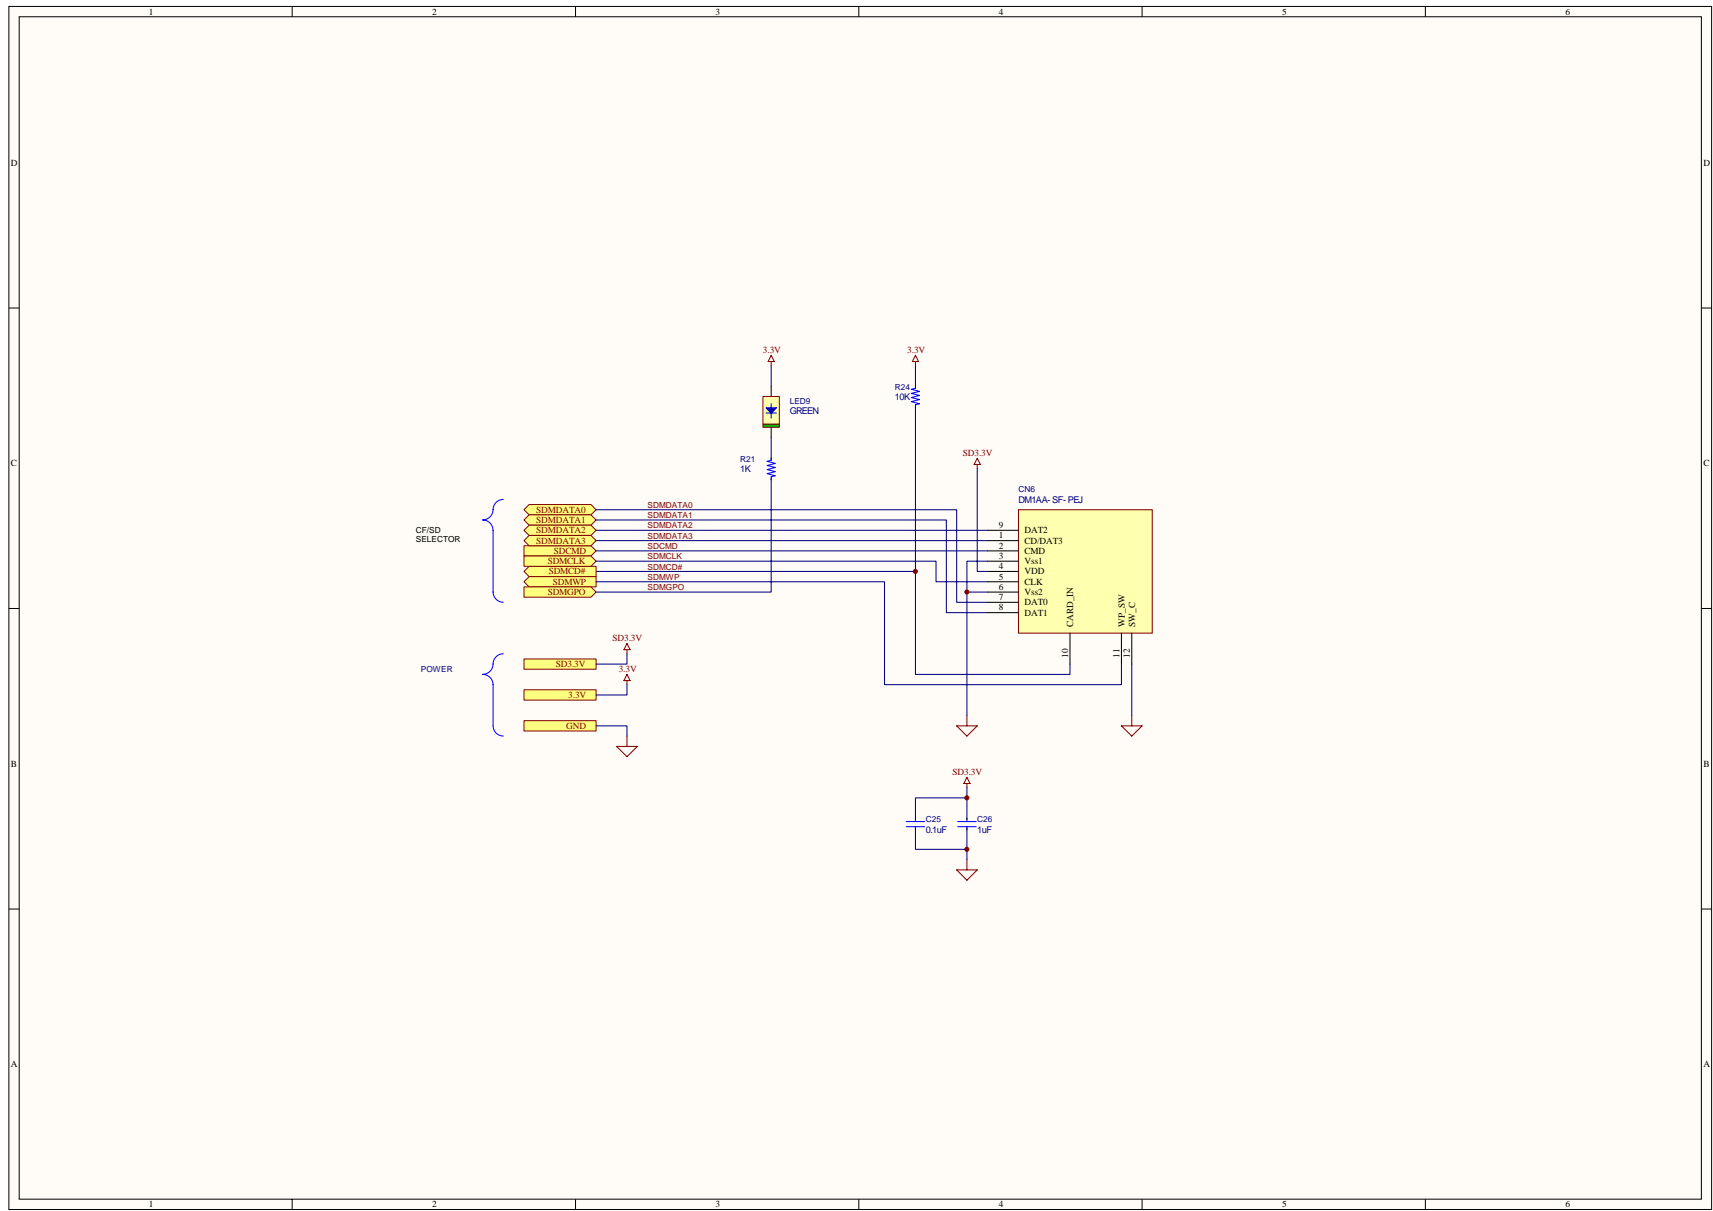 1 2 3 4 5 6
D D
3.3V 3.3V
R24
10K
LED9
GREEN
SD3.3V
C C
R21
1K
CN6
DM1AA-SF-PEJ
CF/SD
SELECTOR
SDMDATA0 SDMDATA0
SDMDATA1 SDMDATA1
SDMDATA2 SDMDATA2 9 DAT2
SDMDATA3 SDMDATA3 1 CD/DAT3
SDCMD SDCMD 2 CMD
SDMCLK SDMCLK 3 Vss1
SDMCD# SDMCD# 4 VDD
SDMWP SDMWP 5 CLK
SDMGPO SDMGPO 6 Vss2
7 DAT0
8 DAT1
CARD_IN WP_SW SW_C
10 11 12
SD3.3V
POWER
SD3.3V
3.3V
3.3V
GND
B B
SD3.3V
C25
0.1uF
C26
1uF
A A
1 2 3 4 5 6